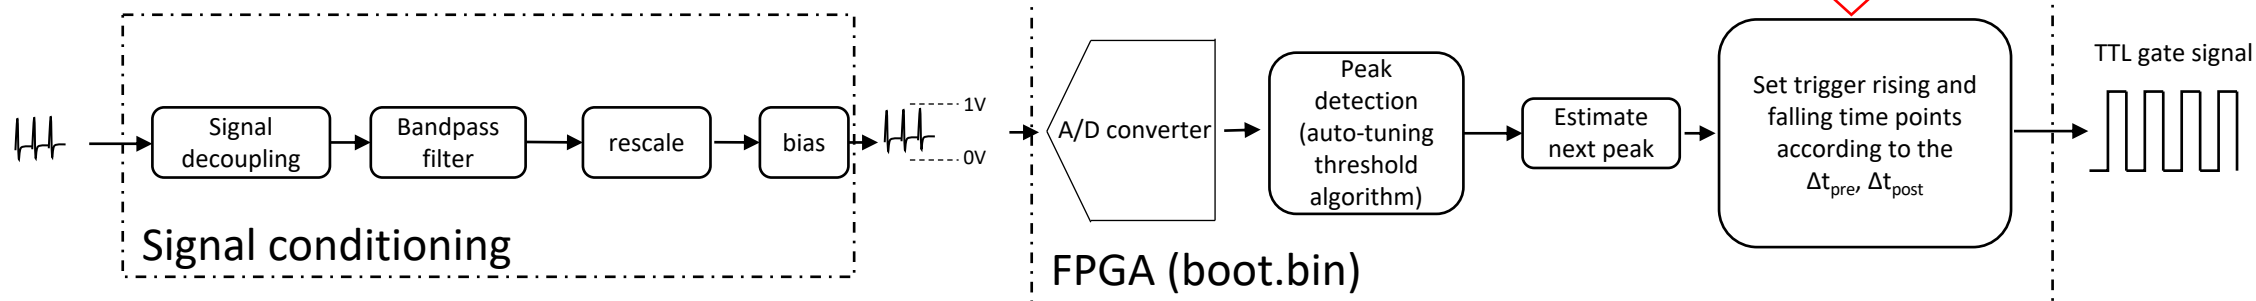 Signal
decoupling
Bandpass
filter
rescale
bias
1V
0V
Signal conditioning
A/D converter
Peak
detection
(auto-tuning
threshold
algorithm)
Estimate
next peak
Set trigger rising and
falling time points
according to the
Δtpre, Δtpost
FPGA (boot.bin)
TTL gate signal